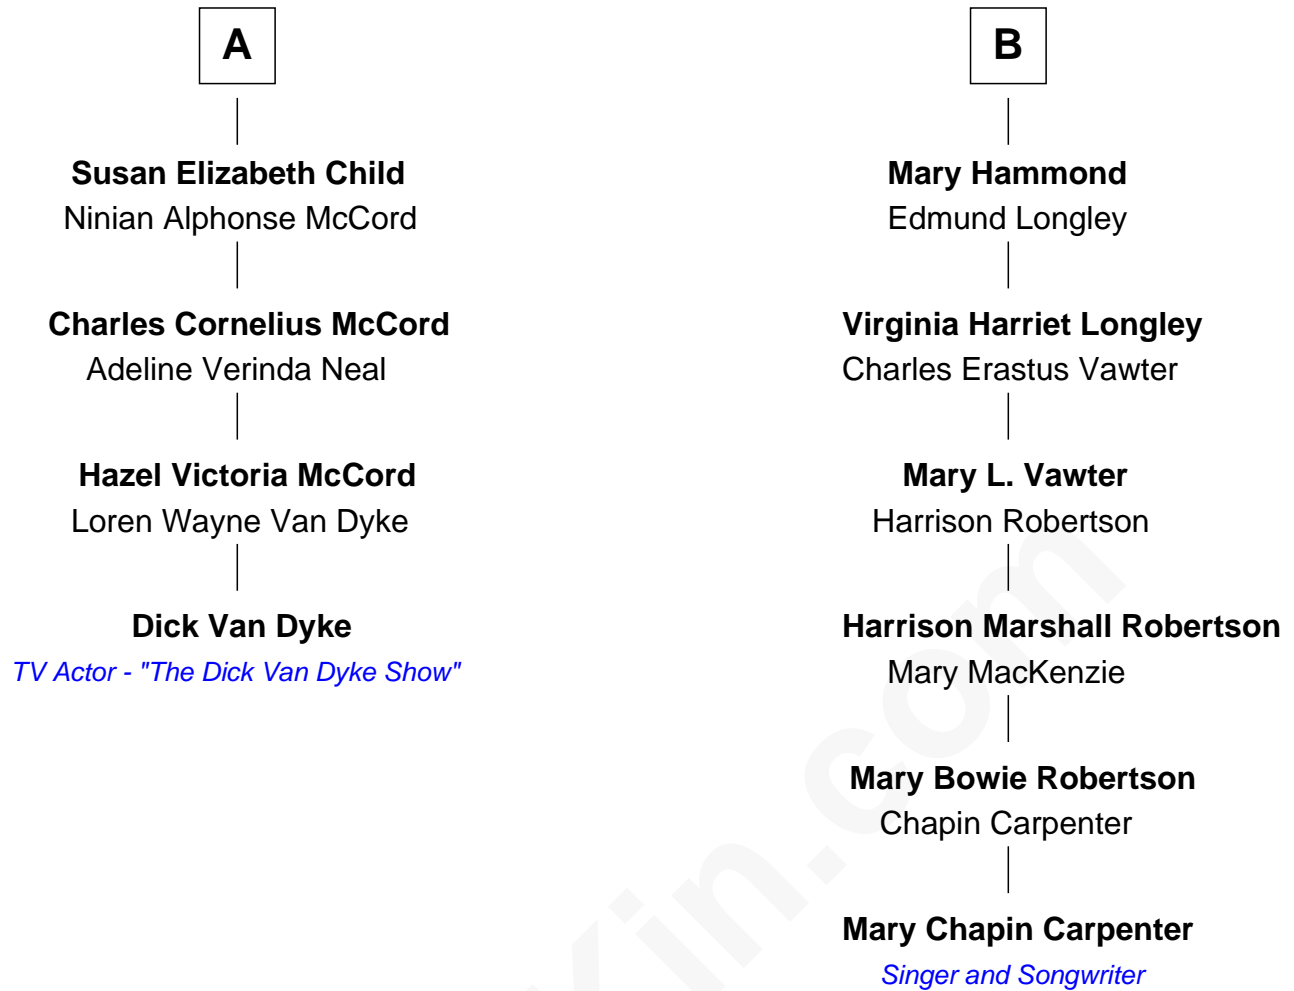 A
Susan Elizabeth Child
Ninian Alphonse McCord
Charles Cornelius McCord
Adeline Verinda Neal
Hazel Victoria McCord
Loren Wayne Van Dyke
Dick Van Dyke
TV Actor - "The Dick Van Dyke Show"
B
Mary Hammond
Edmund Longley
Virginia Harriet Longley
Charles Erastus Vawter
Mary L. Vawter
Harrison Robertson
Harrison Marshall Robertson
Mary MacKenzie
Mary Bowie Robertson
Chapin Carpenter
Mary Chapin Carpenter
Singer and Songwriter
Kin.com